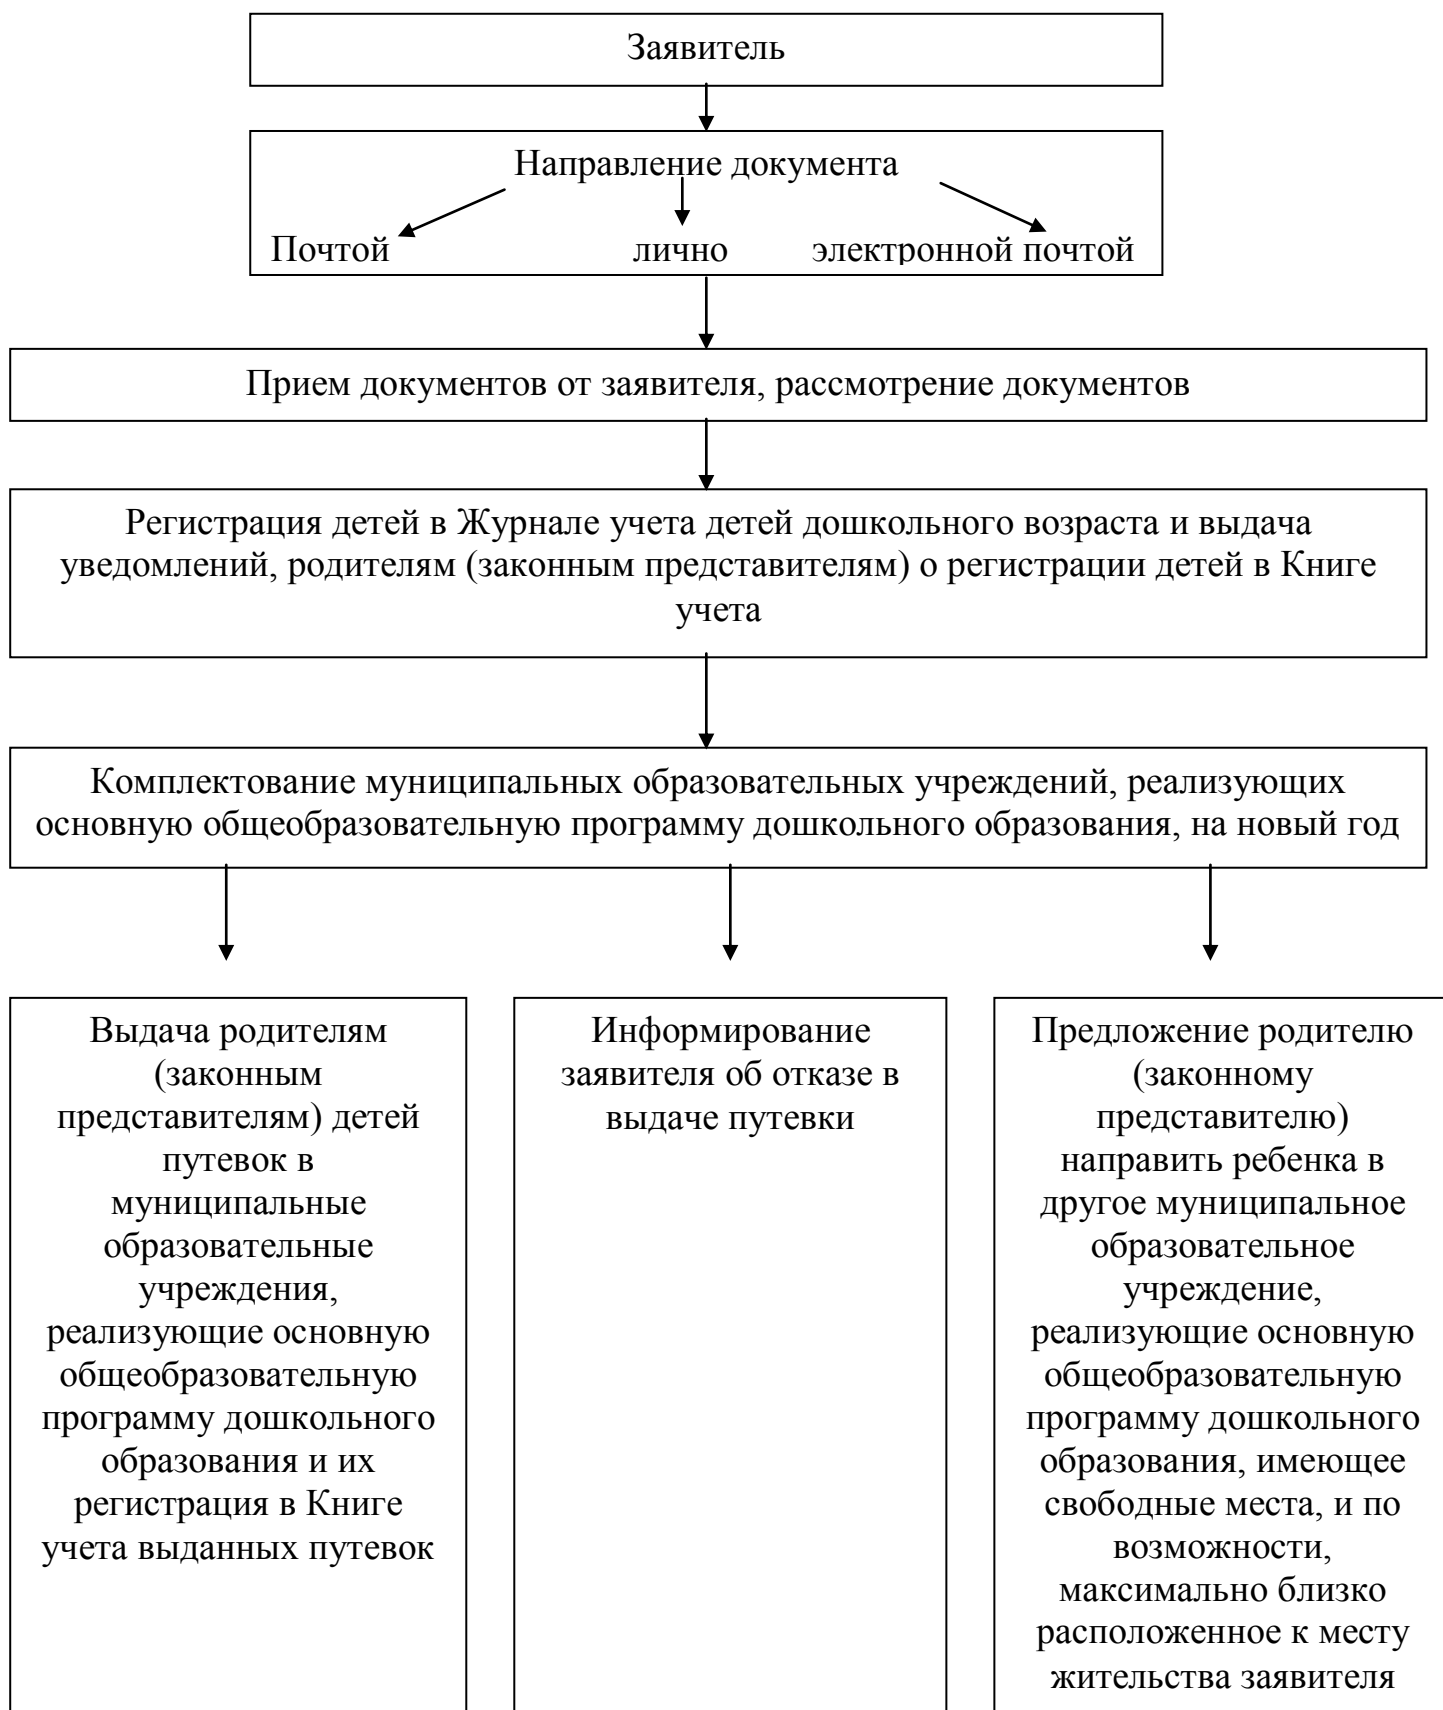 Заявитель
Направление документа
Почтой лично электронной почтой
Прием документов от заявителя, рассмотрение документов
Регистрация детей в Журнале учета детей дошкольного возраста и выдача
уведомлений, родителям (законным представителям) о регистрации детей в Книге
учета
Комплектование муниципальных образовательных учреждений, реализующих
основную общеобразовательную программу дошкольного образования, на новый год
Выдача родителям
(законным
представителям) детей
путевок в
муниципальные
образовательные
учреждения,
реализующие основную
общеобразовательную
программу дошкольного
образования и их
регистрация в Книге
учета выданных путевок
Информирование
заявителя об отказе в
выдаче путевки
Предложение родителю
(законному
представителю)
направить ребенка в
другое муниципальное
образовательное
учреждение,
реализующие основную
общеобразовательную
программу дошкольного
образования, имеющее
свободные места, и по
возможности,
максимально близко
расположенное к месту
жительства заявителя